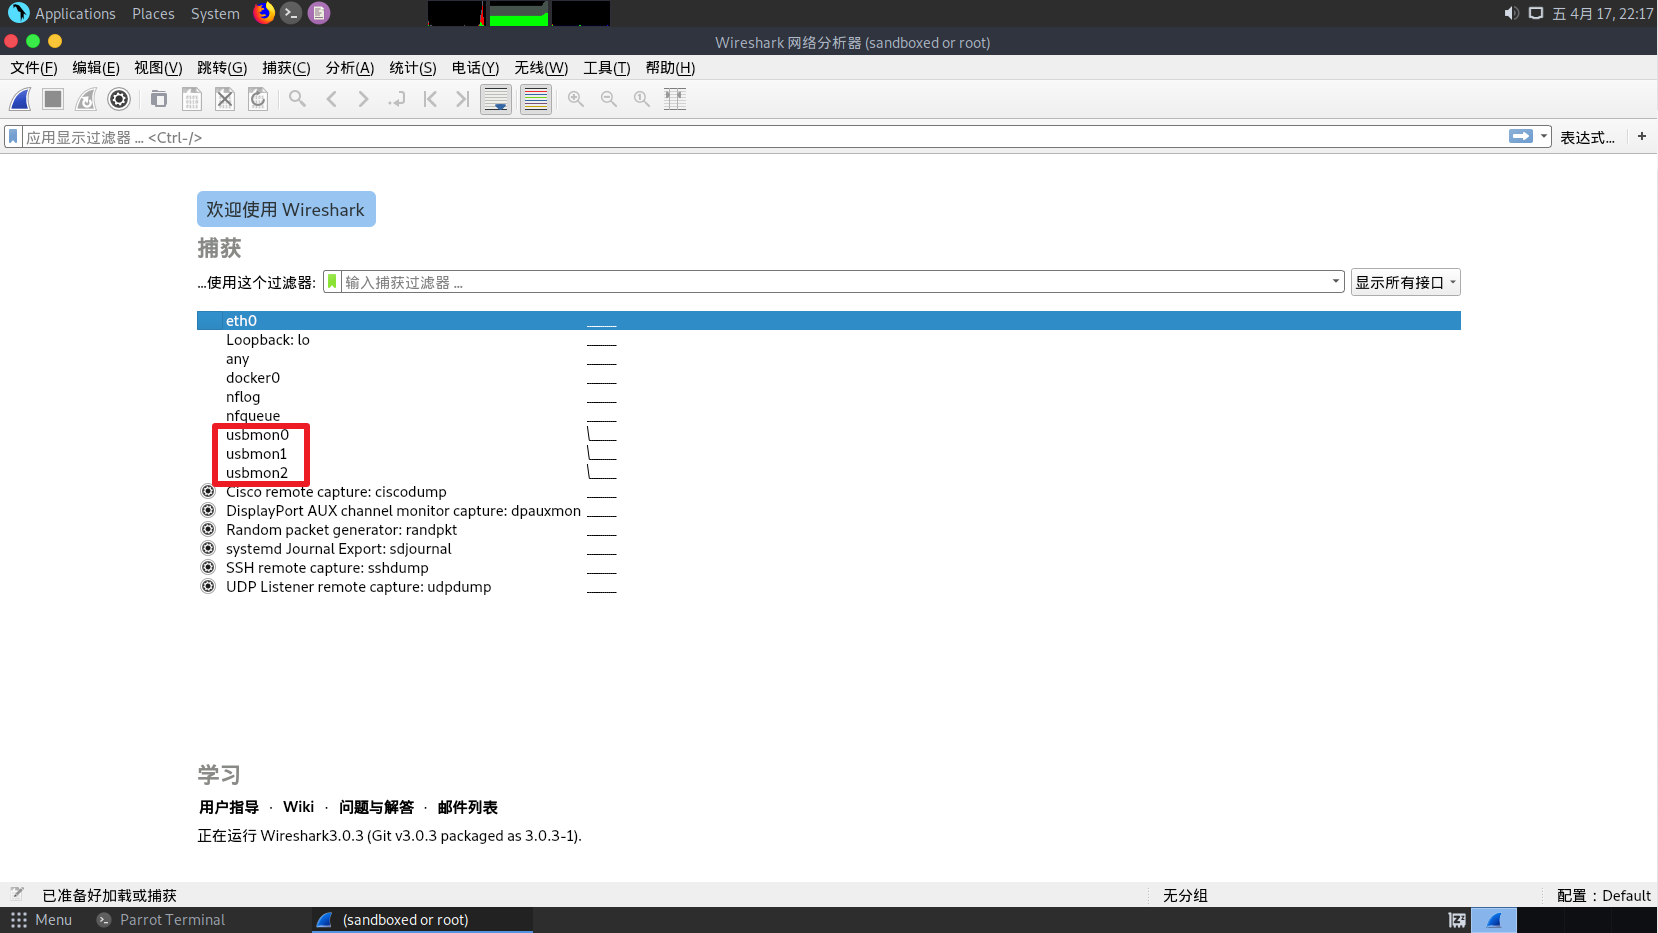 Applications Places System 五 4月 17, 22:17
Wireshark 网络分析器 (sandboxed or root)
文件(F) 编辑(E) 视图(V) 跳转(G) 捕获(C) 分析(A) 统计(S) 电话(Y) 无线(W) 工具(T) 帮助(H)
应用显示过滤器 ... <Ctrl-/> 表达式... +
欢迎使用 Wireshark
捕获
...使用这个过滤器: 输入捕获过滤器 ... 显示所有接口
eth0
Loopback: lo
any
docker0
nflog
nfqueue
usbmon0
usbmon1
usbmon2
Cisco remote capture: ciscodump
DisplayPort AUX channel monitor capture: dpauxmon
Random packet generator: randpkt
systemd Journal Export: sdjournal
SSH remote capture: sshdump
UDP Listener remote capture: udpdump
学习
用户指导 · Wiki · 问题与解答 · 邮件列表
正在运行 Wireshark3.0.3 (Git v3.0.3 packaged as 3.0.3-1).
已准备好加载或捕获 无分组 配置：Default
Menu Parrot Terminal (sandboxed or root)